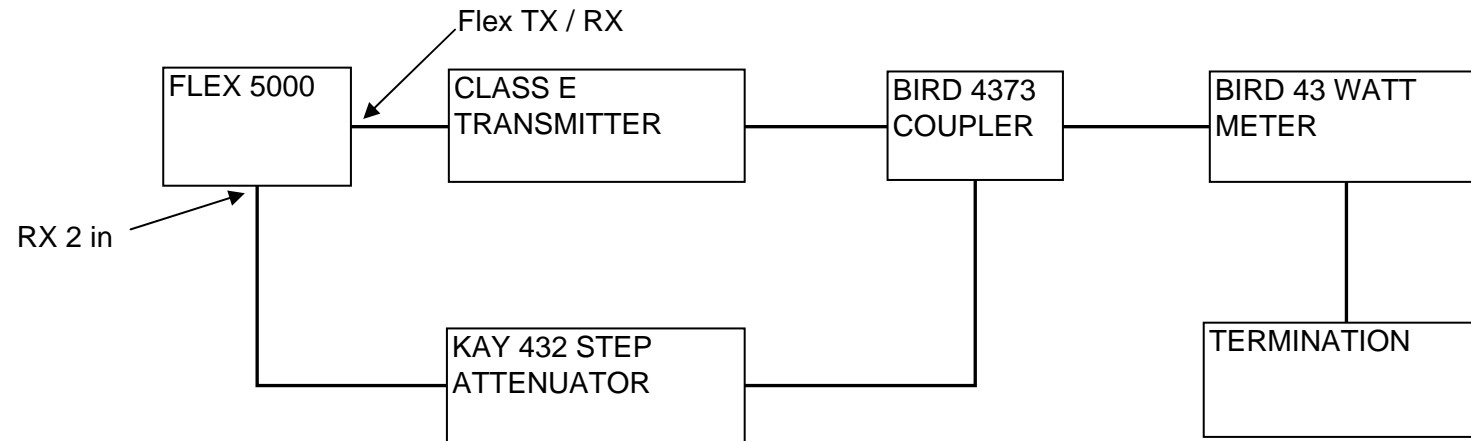 Flex TX / RX
FLEX 5000
CLASS E
TRANSMITTER
BIRD 4373
COUPLER
BIRD 43 WATT
METER
RX 2 in
KAY 432 STEP
ATTENUATOR
TERMINATION